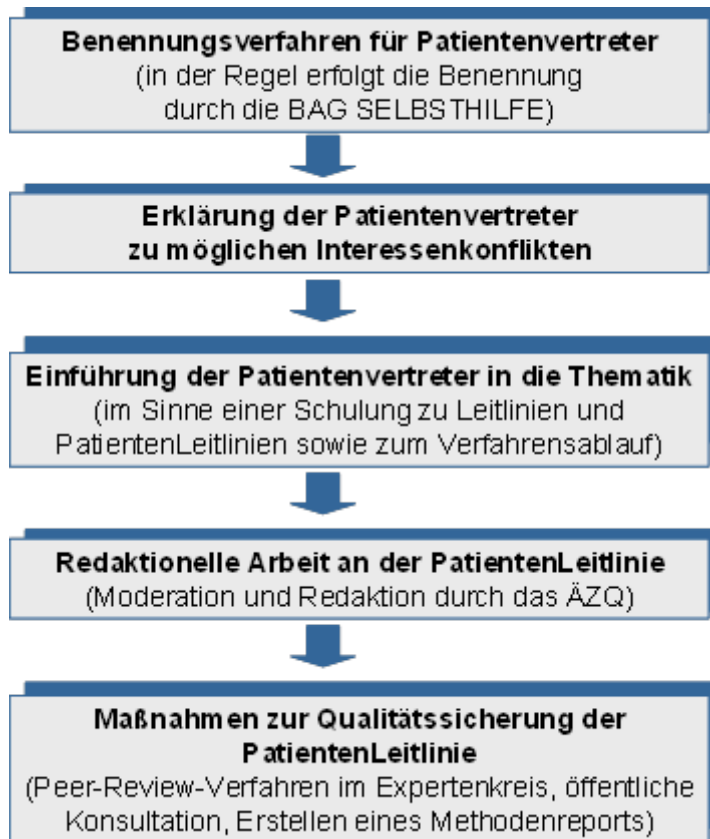 Benennungsverfahren für Patientenvertreter
(in der Regel erfolgt die Benennung
durch die BAG SELBSTHILFE)
Erklärung der Patientenvertreter
zu möglichen Interessenkonflikten
Einführung der Patientenvertreter in die Thematik
(im Sinne einer Schulung zu Leitlinien und
PatientenLeitlinien sowie zum Verfahrensablauf)
Redaktionelle Arbeit an der PatientenLeitlinie
(Moderation und Redaktion durch das ÄZQ)
Maßnahmen zur Qualitätssicherung der
PatientenLeitlinie
(Peer-Review-Verfahren im Expertenkreis, öffentliche
Konsultation, Erstellen eines Methodenreports)